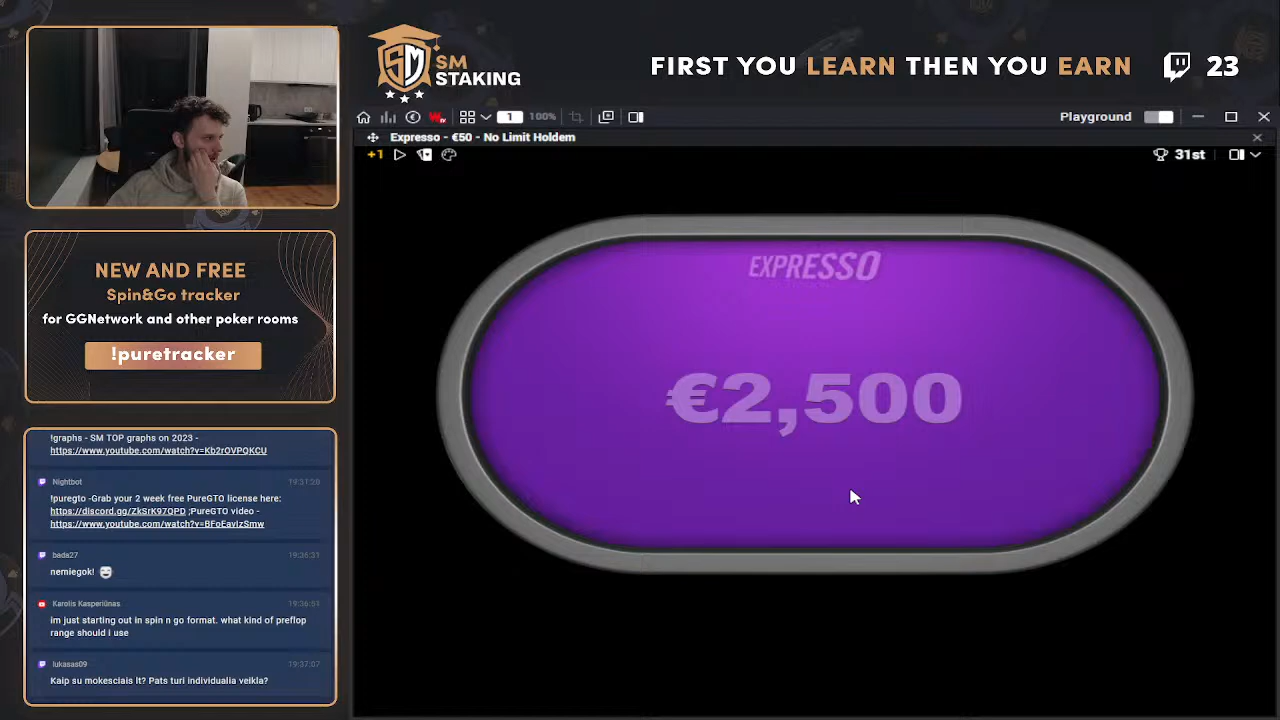 SM
STAKING
FIRST YOU LEARN THEN YOU EARN
23
1
100%
Playground
Expresso - €50 - No Limit Holdem
+1
31st
EXPRESSO
€2,500
NEW AND FREE
Spin&Go tracker
for GGNetwork and other poker rooms
!puretracker
!graphs - SM TOP graphs on 2023 -
https://www.youtube.com/watch?v=Kb2rOVPQKCU
Nightbot 19:31:28
!puregto -Grab your 2 week free PureGTO license here:
https://discord.gg/ZkSrK97QPD ;PureGTO video -
https://www.youtube.com/watch?v=BFoEavIzSmw
bada27 19:36:31
nemiegok!
Karolis Kasperiūnas 19:36:51
im just starting out in spin n go format. what kind of preflop
range should i use
lukasas09 19:37:07
Kaip su mokesciais lt? Pats turi individualia veikla?